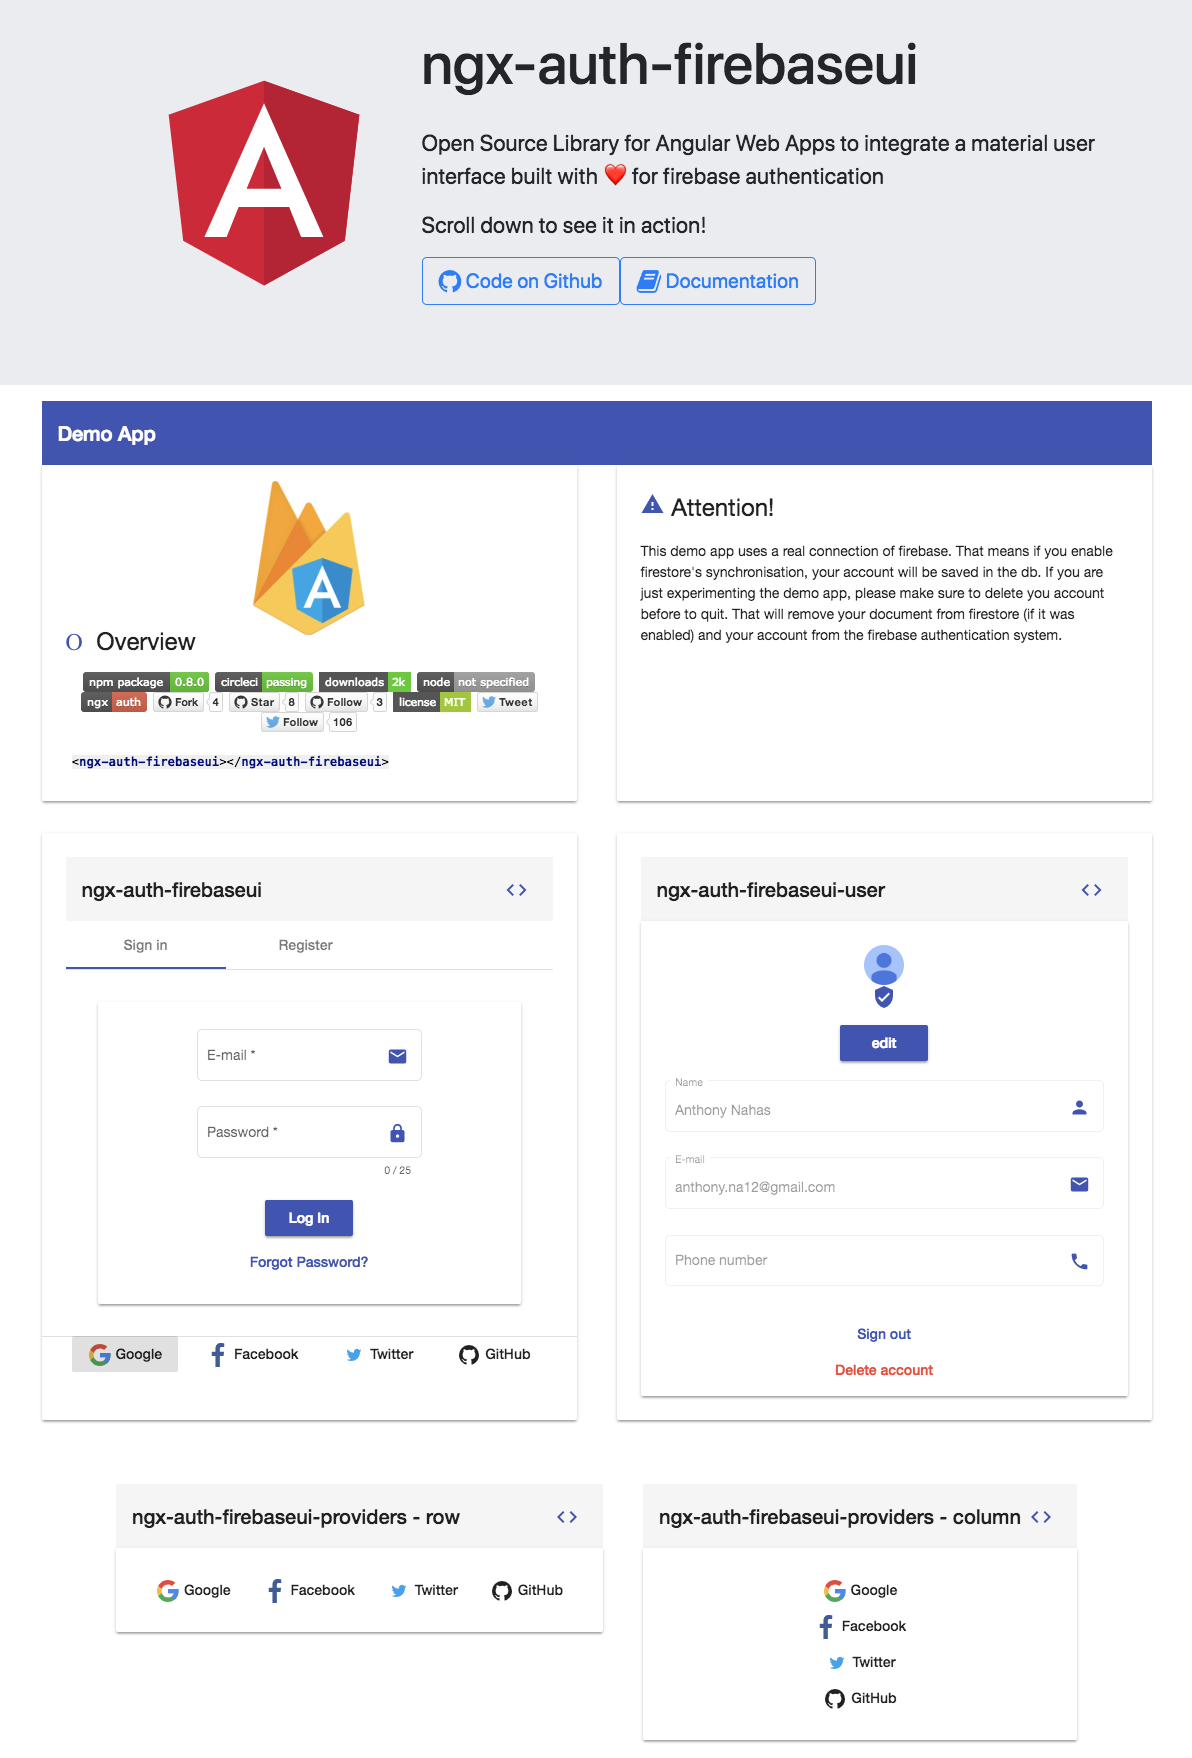 ngx-auth-firebaseui
Open Source Library for Angular Web Apps to integrate a material user
interface built with ❤️ for firebase authentication
Scroll down to see it in action!
Code on Github Documentation
Demo App
O Overview
npm package 0.8.0 circleci passing downloads 2k node not specified
ngx auth Fork 4 Star 8 Follow 3 license MIT Tweet
Follow 106
<ngx-auth-firebaseui></ngx-auth-firebaseui>
Attention!
This demo app uses a real connection of firebase. That means if you enable
firestore's synchronisation, your account will be saved in the db. If you are
just experimenting the demo app, please make sure to delete you account
before to quit. That will remove your document from firestore (if it was
enabled) and your account from the firebase authentication system.
ngx-auth-firebaseui <>
Sign in Register
E-mail *
Password *
0 / 25
Log In
Forgot Password?
Google Facebook Twitter GitHub
ngx-auth-firebaseui-user <>
edit
Name
Anthony Nahas
E-mail
anthony.na12@gmail.com
Phone number
Sign out
Delete account
ngx-auth-firebaseui-providers - row <>
Google Facebook Twitter GitHub
ngx-auth-firebaseui-providers - column <>
Google
Facebook
Twitter
GitHub